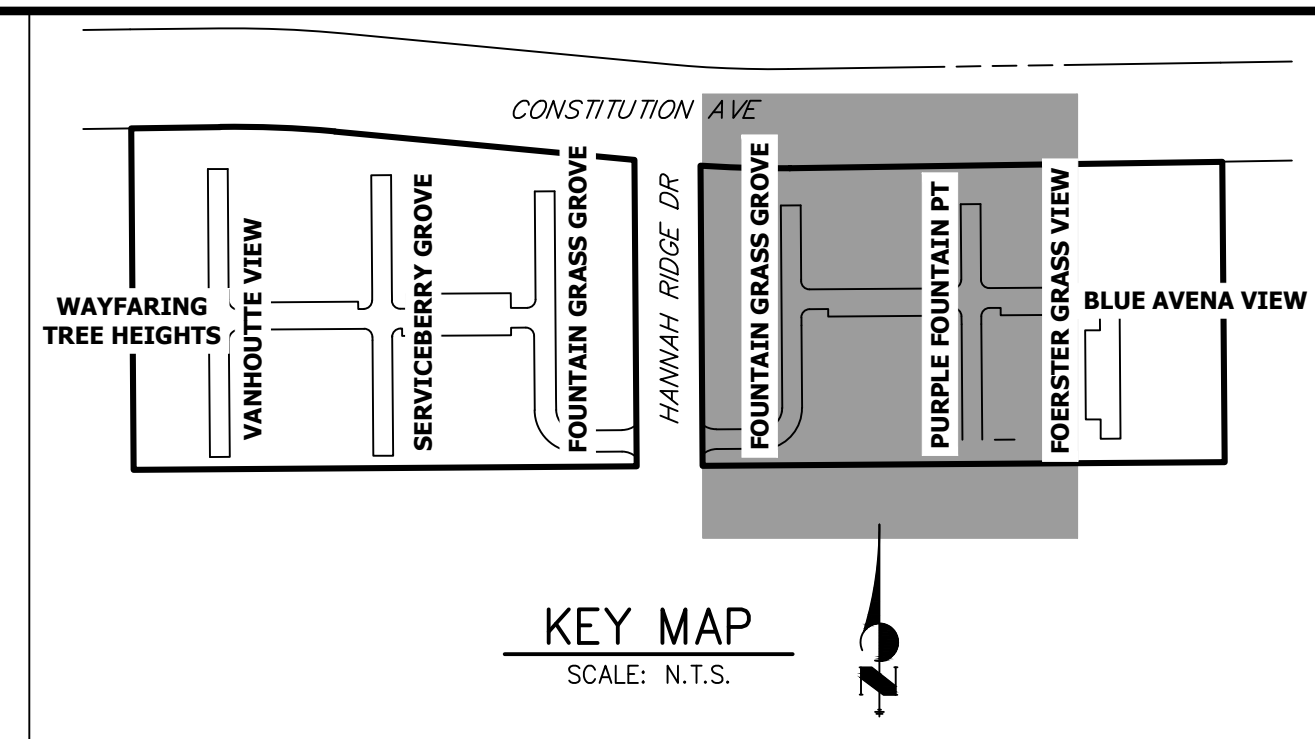 CONSTITUTION AVE
WAYFARING
TREE HEIGHTS
VANHOUTTE VIEW
SERVICEBERRY GROVE
FOUNTAIN GRASS GROVE
HANNAH RIDGE DR
FOUNTAIN GRASS GROVE
PURPLE FOUNTAIN PT
FOERSTER GRASS VIEW
BLUE AVENA VIEW
KEY MAP
SCALE: N.T.S.
N